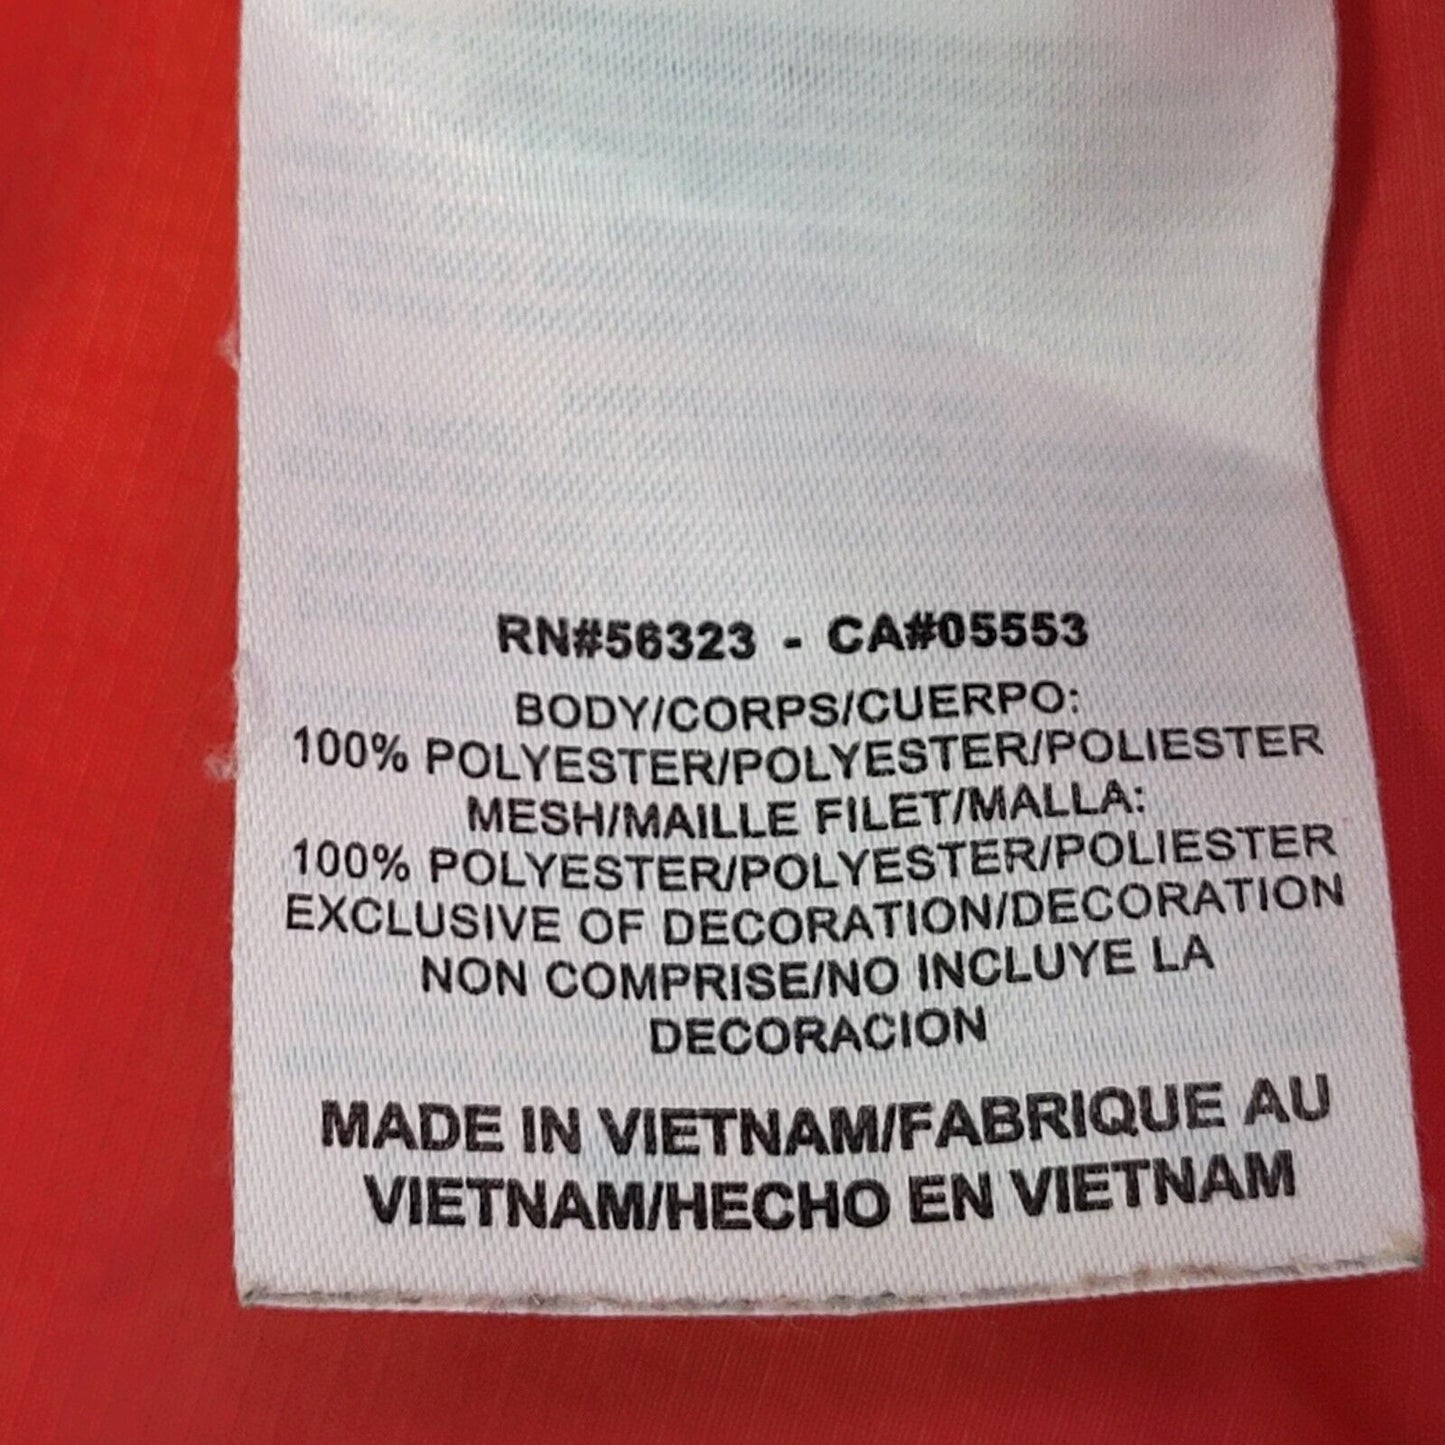 RN#56323 - CA#05553
BODY/CORPS/CUERPO:
100% POLYESTER/POLYESTER/POLIESTER
MESH/MAILLE FILET/MALLA:
100% POLYESTER/POLYESTER/POLIESTER
EXCLUSIVE OF DECORATION/DECORATION
NON COMPRISE/NO INCLUYE LA
DECORACION
MADE IN VIETNAM/FABRIQUE AU
VIETNAM/HECHO EN VIETNAM